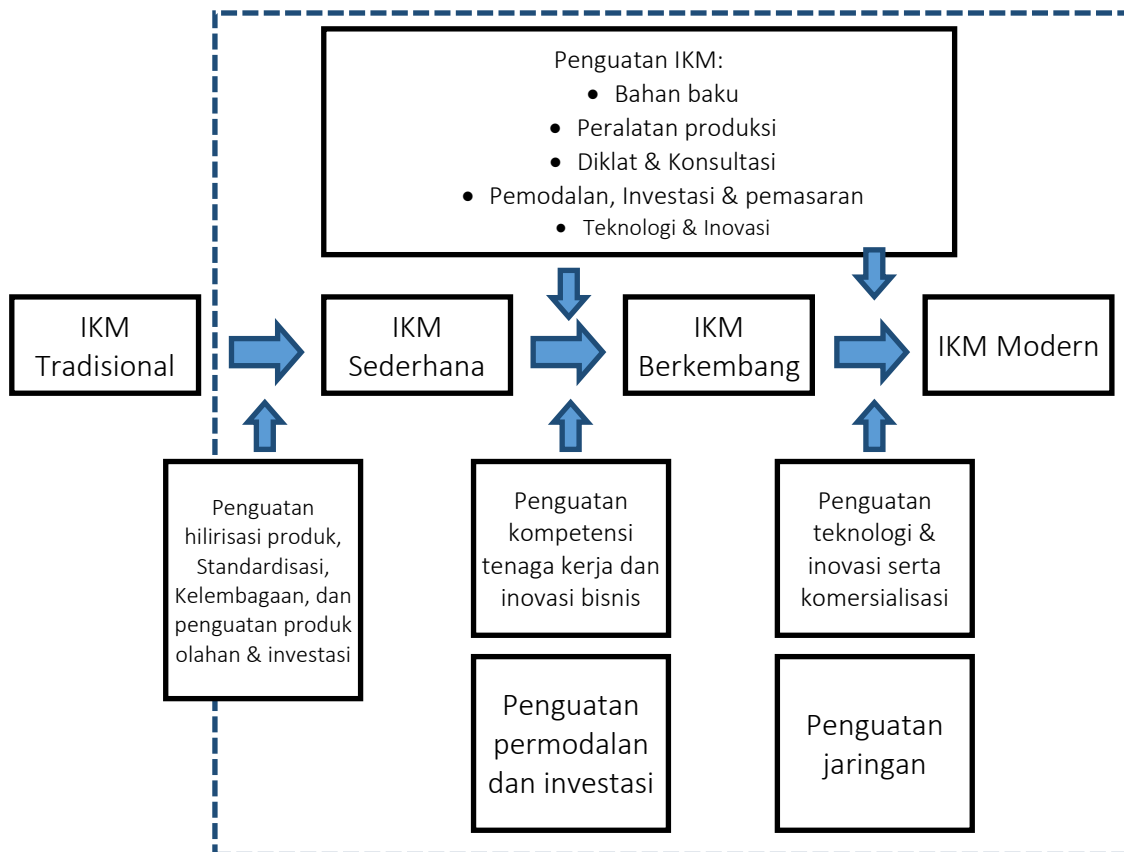 Penguatan IKM:
• Bahan baku
• Peralatan produksi
• Diklat & Konsultasi
• Pemodalan, Investasi & pemasaran
• Teknologi & Inovasi
IKM
Tradisional
IKM
Sederhana
IKM
Berkembang
IKM Modern
Penguatan
hilirisasi produk,
Standardisasi,
Kelembagaan, dan
penguatan produk
olahan & investasi
Penguatan
kompetensi
tenaga kerja dan
inovasi bisnis
Penguatan
teknologi &
inovasi serta
komersialisasi
Penguatan
permodalan
dan investasi
Penguatan
jaringan